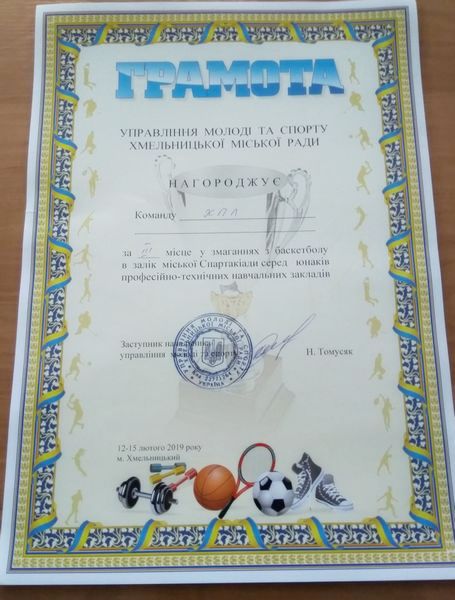 ГРАМОТА
УПРАВЛІННЯ МОЛОДІ ТА СПОРТУ
ХМЕЛЬНИЦЬКОЇ МІСЬКОЇ РАДИ
НАГОРОДЖУЄ
Команду ХПЛ
за місце у змаганнях з баскетболу
в залік міської Спартакіади серед юнаків
професійно-технічних навчальних закладів
Заступник начальника
управління молоді та спорту
Н. Томусяк
УКРАЇНА
12-15 лютого 2019 року
м. Хмельницький